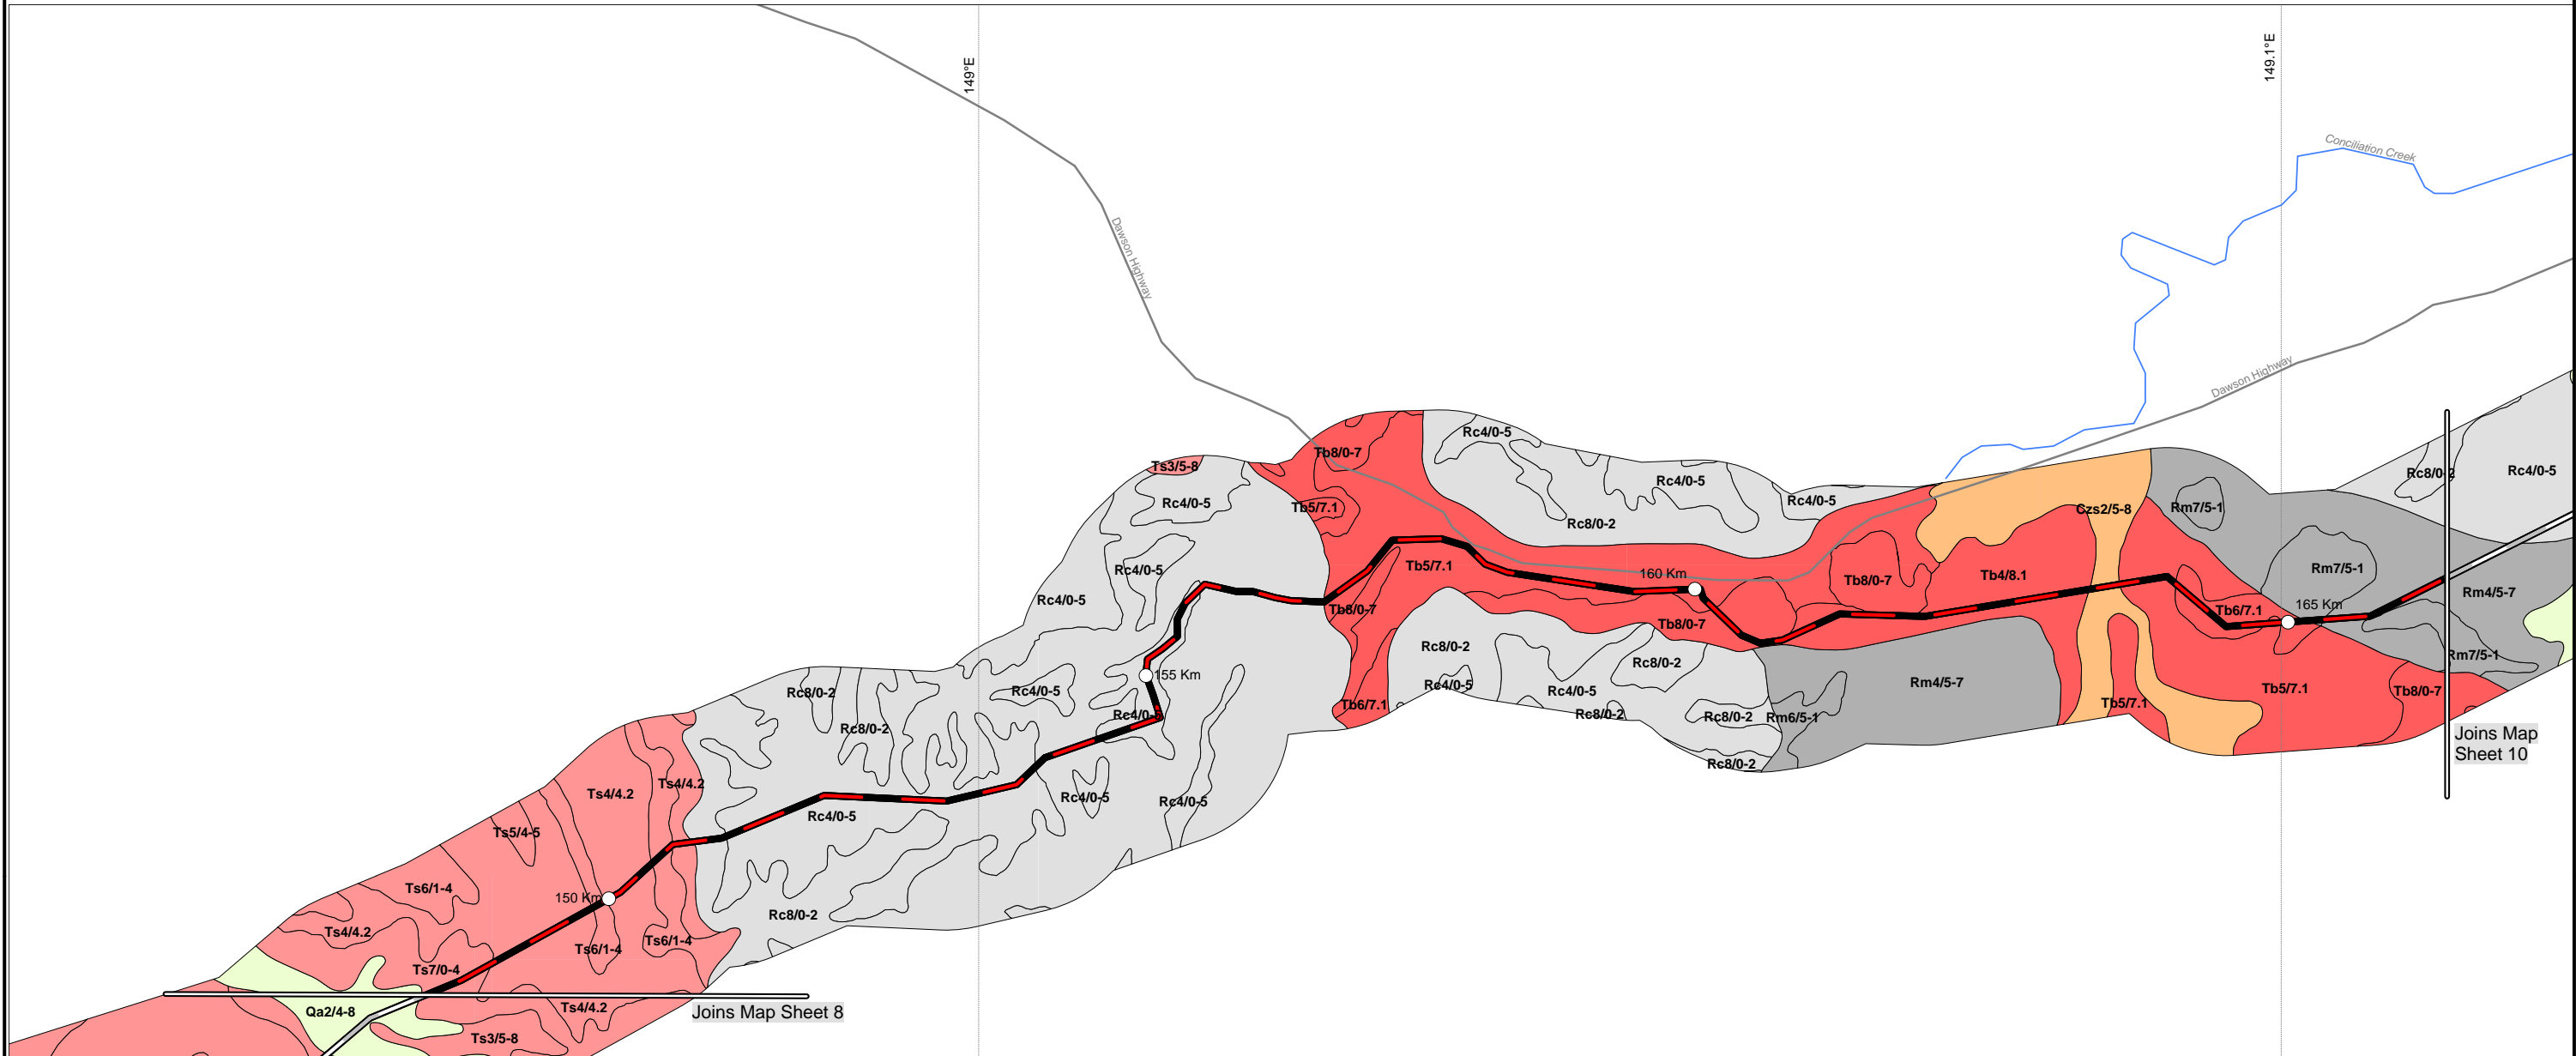 149°E
149.1°E
Conciliation Creek
Dawson Highway
Dawson Highway
Rc4/0-5
Tb8/0-7
Ts3/5-8
Rc8/0-2
Rc4/0-5
Rc4/0-5
Rc4/0-5
Rc4/0-5
Tb5/7.1
Rm7/5-1
Czs2/5-8
Rc8/0-2
Tb5/7.1
Rc4/0-5
160 Km
Tb8/0-7
Tb4/8.1
Rm7/5-1
Rm4/5-7
Rc4/0-5
Tb8/0-7
Tb8/0-7
Tb6/7.1
165 Km
Rc8/0-2
Rc8/0-2
Rm7/5-1
155 Km
Rc8/0-2
Rc4/0-5
Rc4/0-5
Rc4/0-5
Rm4/5-7
Tb5/7.1
Tb8/0-7
Rc4/0-
Tb6/7.1
Rc8/0-2
Rc8/0-2
Rm6/5-1
Tb5/7.1
Rc8/0-2
Joins Map
Sheet 10
Rc8/0-2
Ts4/4.2
Ts4/4.2
Rc4/0-5
Rc4/0-5
Rc4/0-5
Ts5/4-5
Ts6/1-4
150 Km
Rc8/0-2
Ts4/4.2
Ts6/1-4
Ts6/1-4
Ts7/0-4
Qa2/4-8
Ts4/4.2
Joins Map Sheet 8
Ts3/5-8